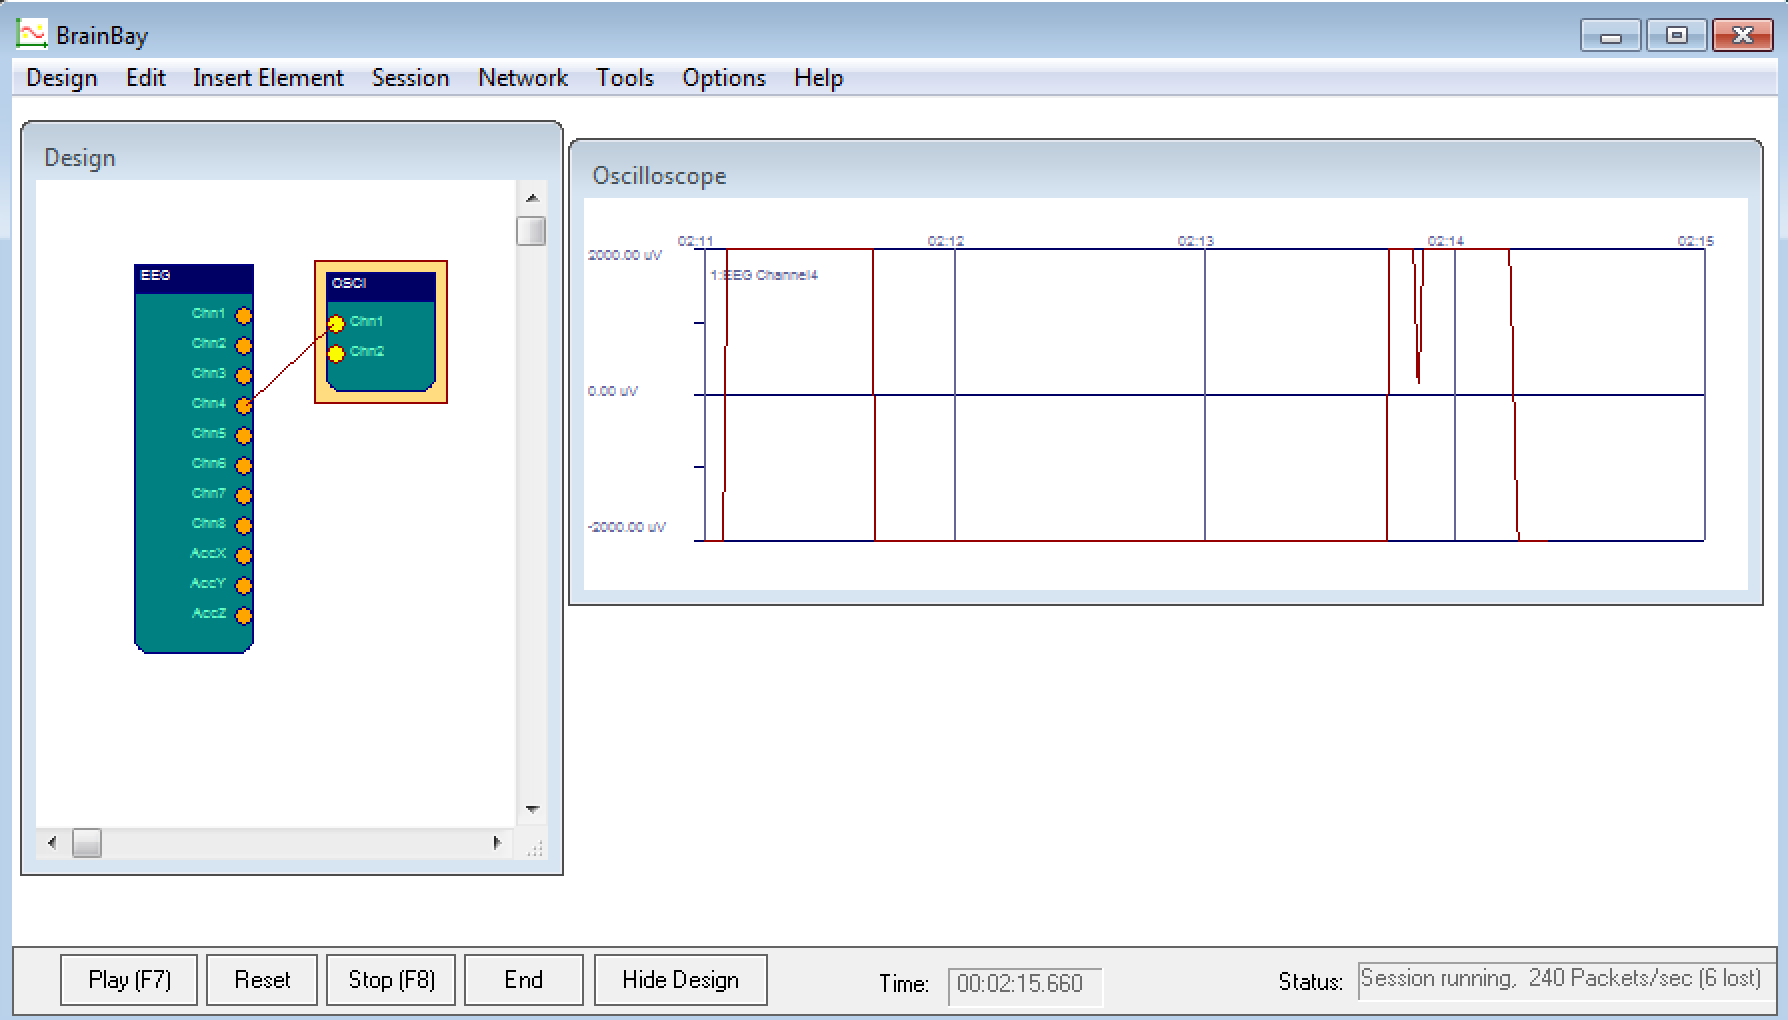 BrainBay
Design Edit Insert Element Session Network Tools Options Help
Design
EEG
Chn1
Chn2
Chn3
Chn4
Chn5
Chn6
Chn7
Chn8
AccX
AccY
AccZ
OSCI
Chn1
Chn2
Oscilloscope
02:11 02:12 02:13 02:14 02:15
2000.00 uV
1:EEG Channel4
0.00 uV
-2000.00 uV
Play (F7) Reset Stop (F8) End Hide Design Time: 00:02:15.660 Status: Session running, 240 Packets/sec (6 lost)